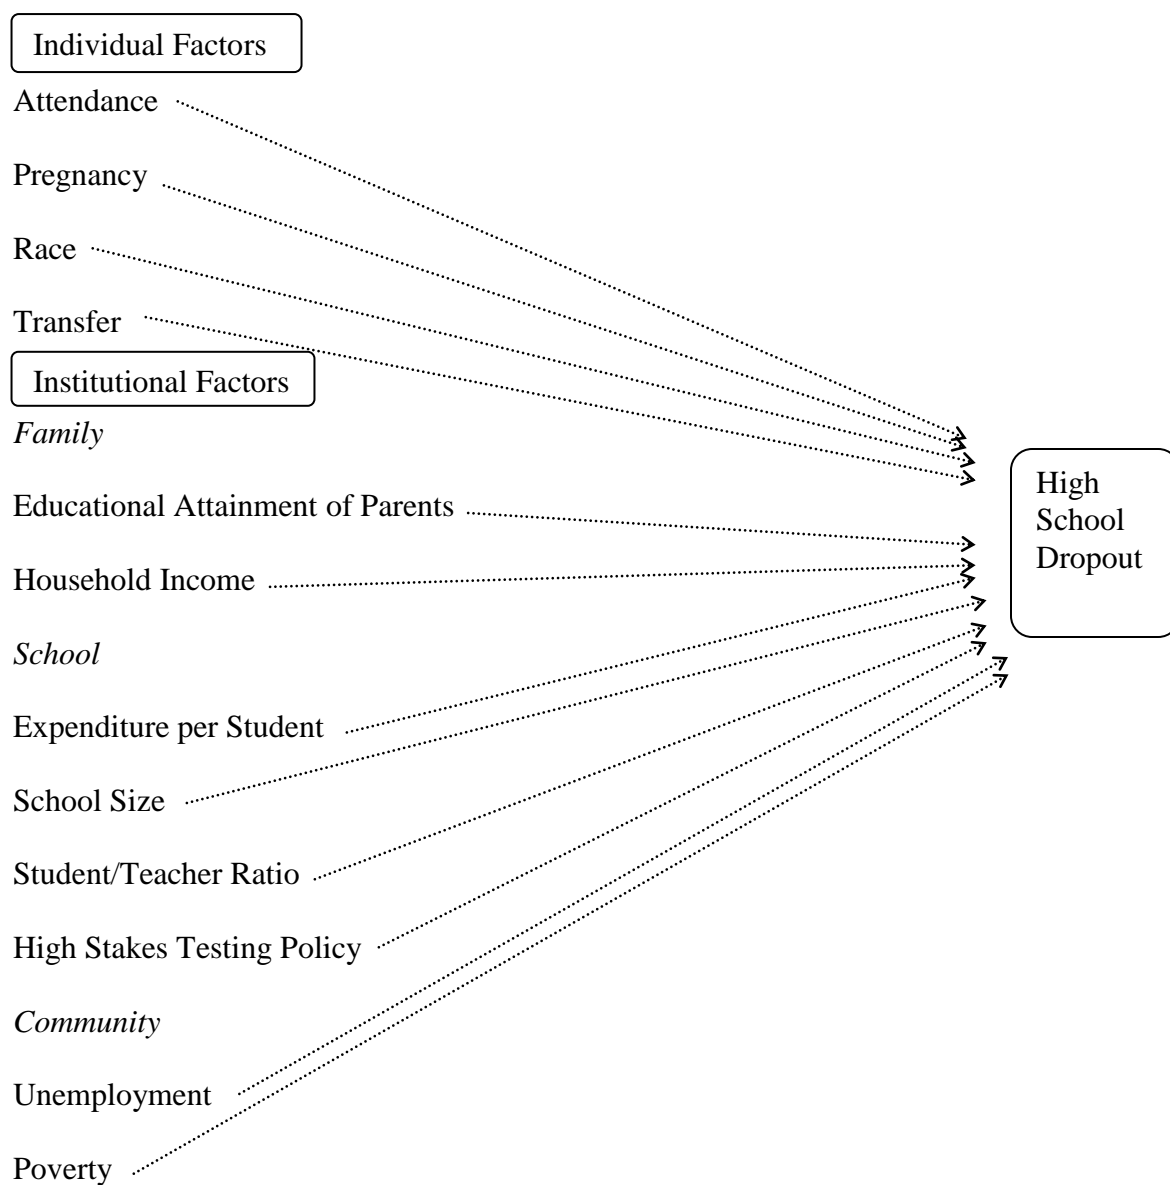 Individual Factors
Attendance
Pregnancy
Race
Transfer
Institutional Factors
Family
Educational Attainment of Parents
Household Income
School
Expenditure per Student
School Size
Student/Teacher Ratio
High Stakes Testing Policy
Community
Unemployment
Poverty
High
School
Dropout